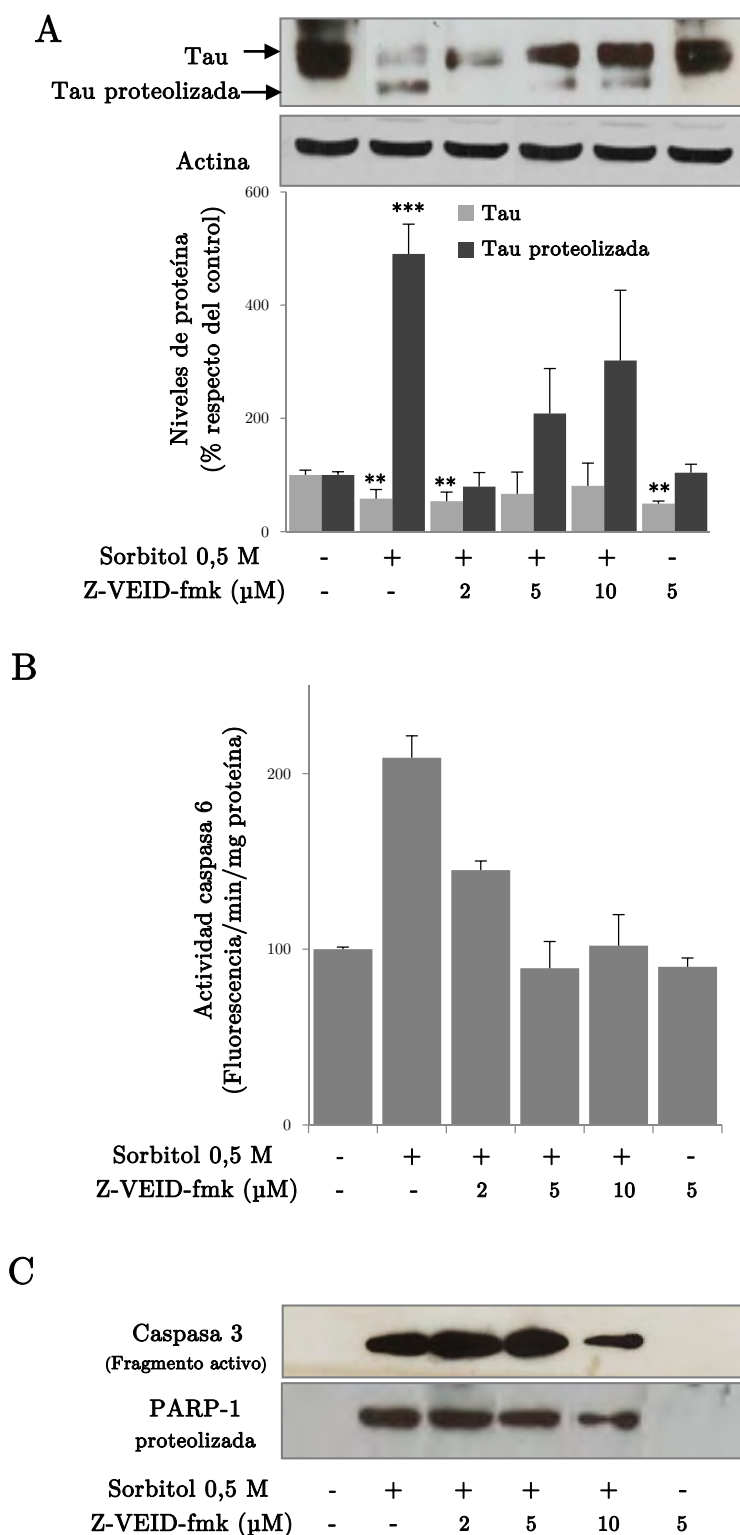 A
Tau
Tau proteolizada
Actina
600
400
200
0
Niveles de proteína
(% respecto del control)
***
**
**
**
Tau
Tau proteolizada
Sorbitol 0,5 M - + + + + -
Z-VEID-fmk (µM) - - 2 5 10 5
B
200
100
0
Actividad caspasa 6
(Fluorescencia/min/mg proteína)
Sorbitol 0,5 M - + + + + -
Z-VEID-fmk (µM) - - 2 5 10 5
C
Caspasa 3
(Fragmento activo)
PARP-1
proteolizada
Sorbitol 0,5 M - + + + + -
Z-VEID-fmk (µM) - - 2 5 10 5